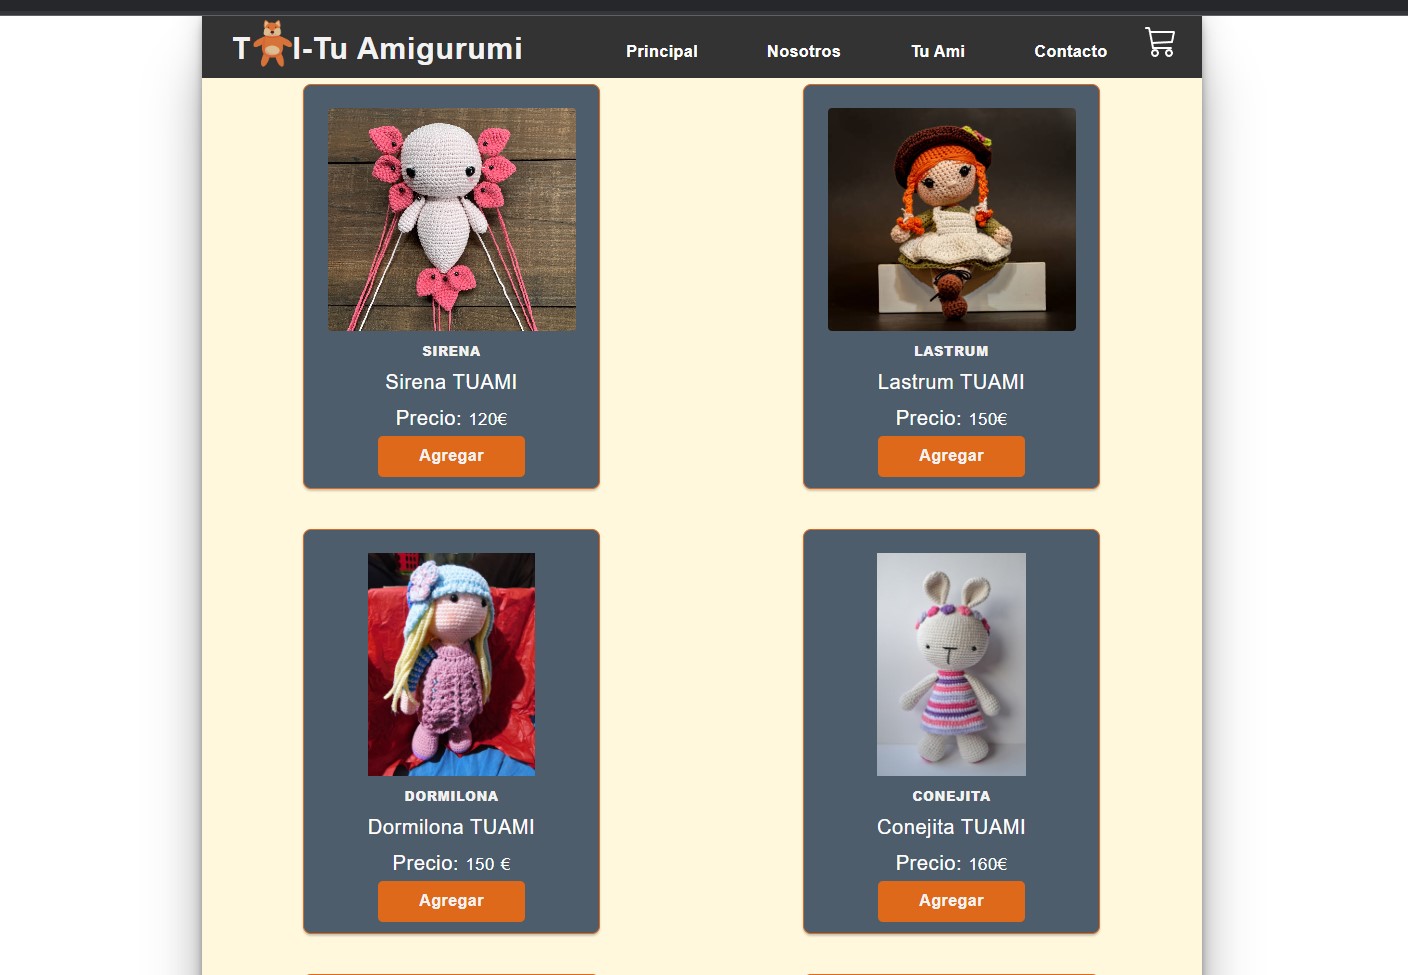 T I-Tu Amigurumi
Principal
Nosotros
Tu Ami
Contacto
SIRENA
Sirena TUAMI
Precio: 120€
Agregar
LASTRUM
Lastrum TUAMI
Precio: 150€
Agregar
DORMILONA
Dormilona TUAMI
Precio: 150 €
Agregar
CONEJITA
Conejita TUAMI
Precio: 160€
Agregar